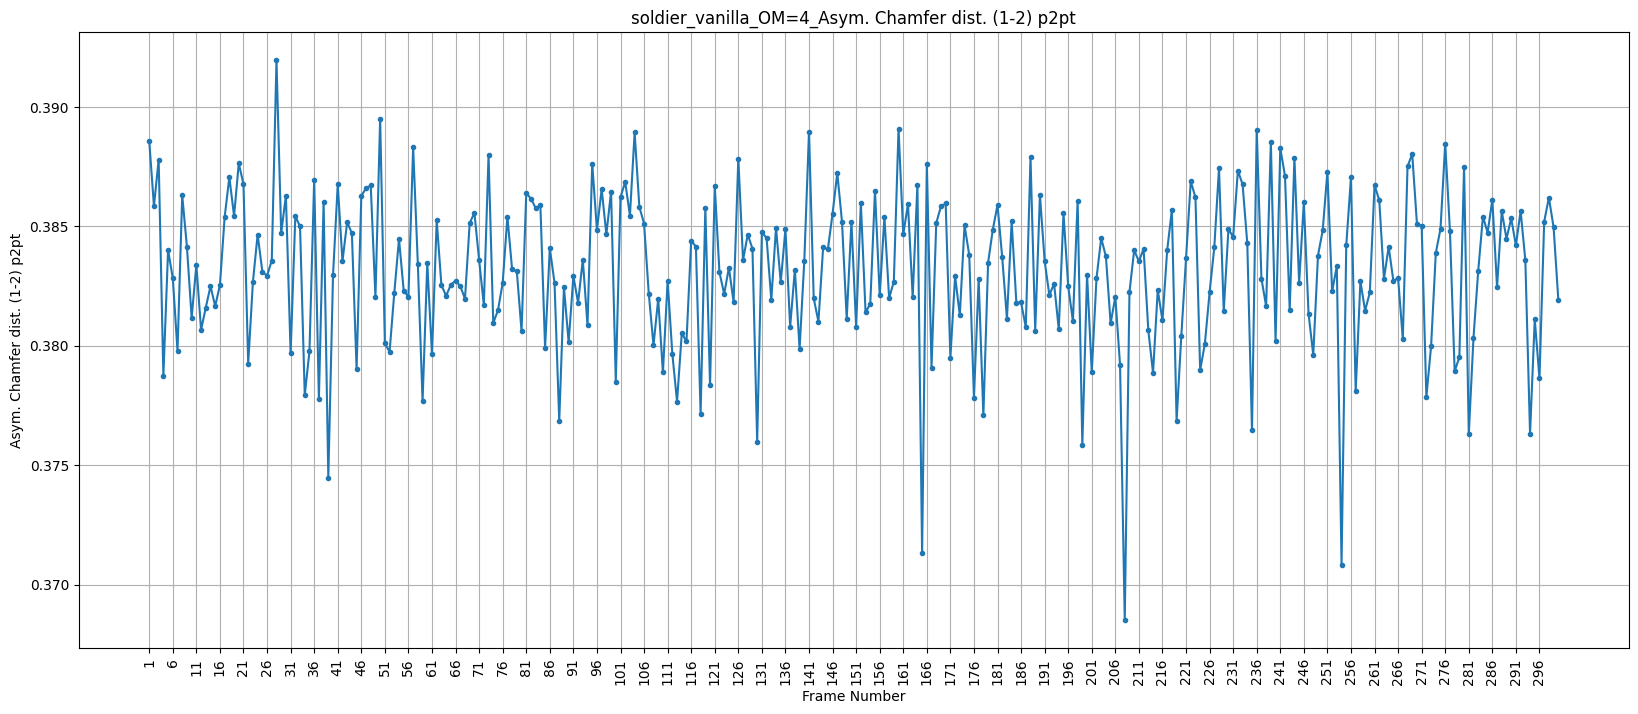 soldier_vanilla_OM=4_Asym. Chamfer dist. (1-2) p2pt
Asym. Chamfer dist. (1-2) p2pt
0.390
0.385
0.380
0.375
0.370
1 6 11 16 21 26 31 36 41 46 51 56 61 66 71 76 81 86 91 96 101 106 111 116 121 126 131 136 141 146 151 156 161 166 171 176 181 186 191 196 201 206 211 216 221 226 231 236 241 246 251 256 261 266 271 276 281 286 291 296
Frame Number